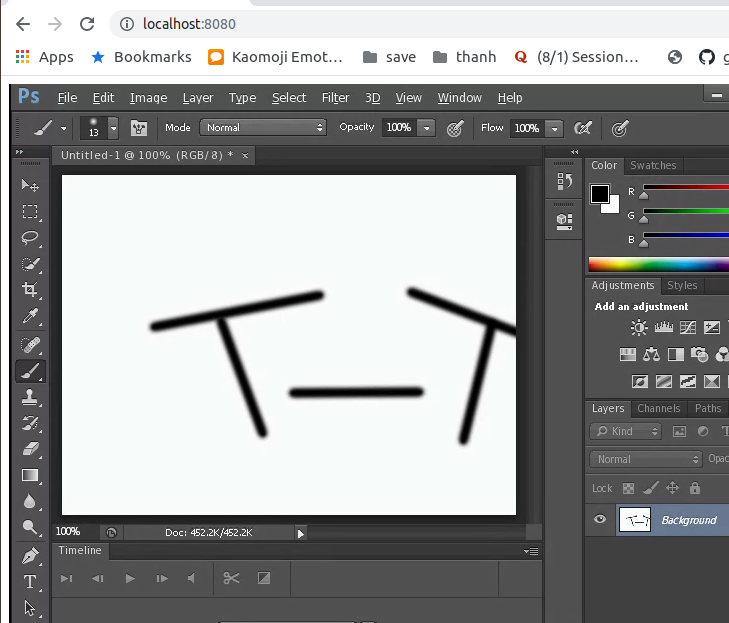 localhost:8080
Apps Bookmarks Kaomoji Emot… save thanh (8/1) Session…
Ps File Edit Image Layer Type Select Filter 3D View Window Help
13 Mode Normal Opacity 100% Flow 100%
Untitled-1 @ 100% (RGB/8) * ×
Color Swatches
R
G
B
Adjustments Styles
Add an adjustment
Layers Channels Paths
Kind
Normal Opac
Lock
Background
100% Doc: 452.2K/452.2K
Timeline